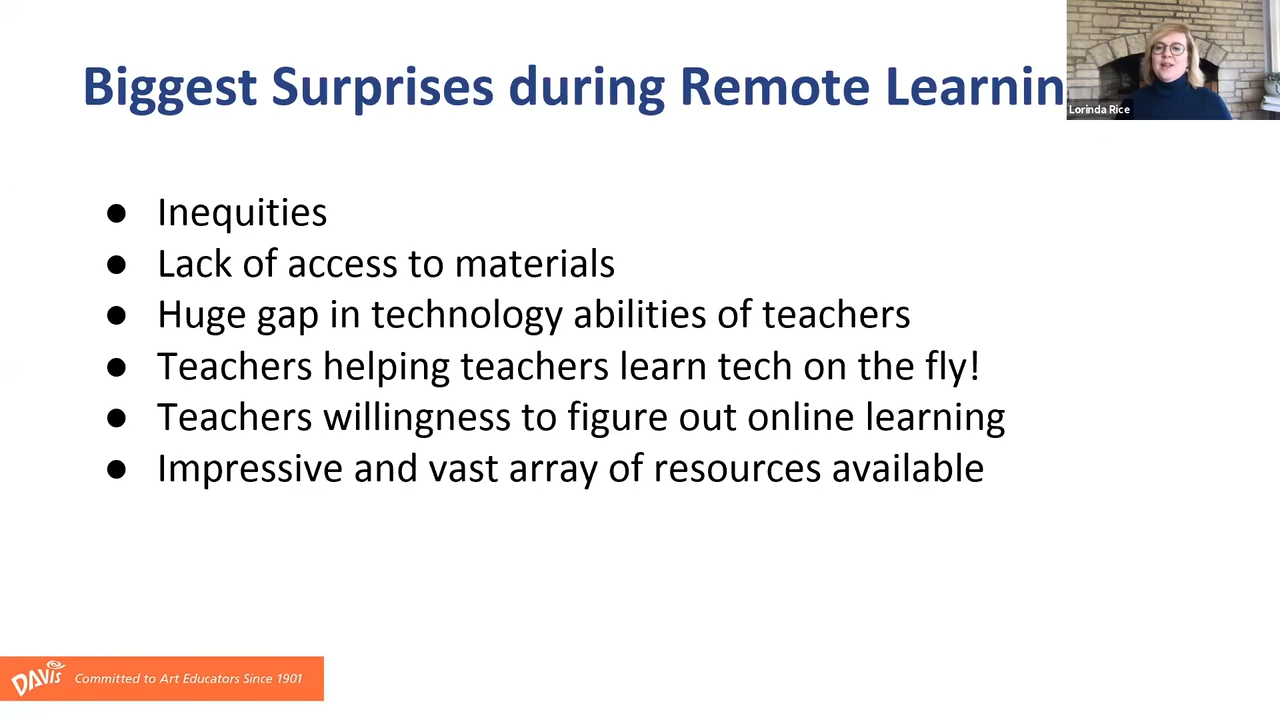 Biggest Surprises during Remote Learnin
Lorinda Rice
● Inequities
● Lack of access to materials
● Huge gap in technology abilities of teachers
● Teachers helping teachers learn tech on the fly!
● Teachers willingness to figure out online learning
● Impressive and vast array of resources available
DAVIS Committed to Art Educators Since 1901